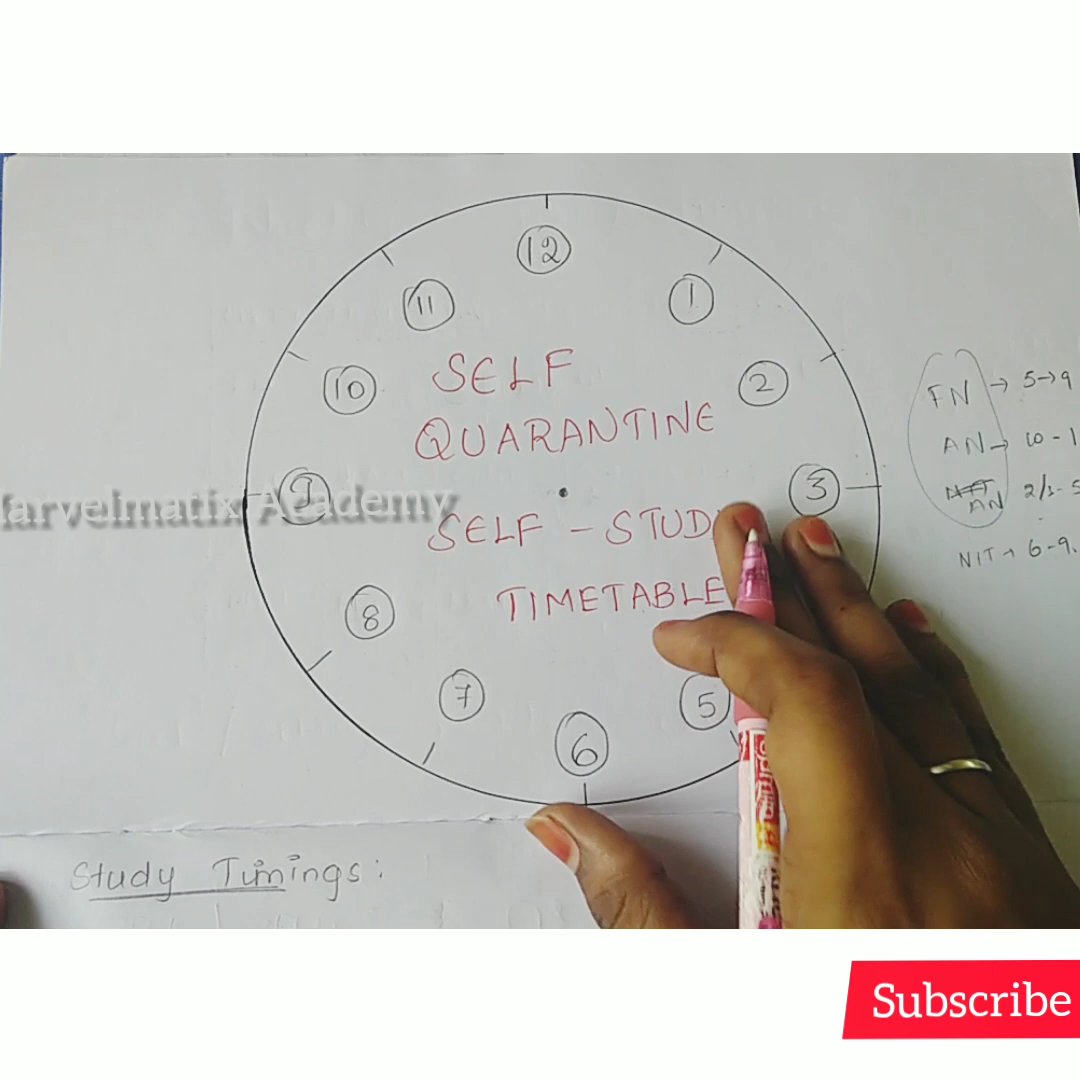 12
11
1
10
2
SELF
QUARANTINE
9
3
SELF - STUD
TIMETABLE
8
7
5
6
FN → 5→9
AN → 10 - 1
AN 2/3 - 5
NIT → 6 - 9.
Study Timings:
Marvelmatix Academy
Subscribe